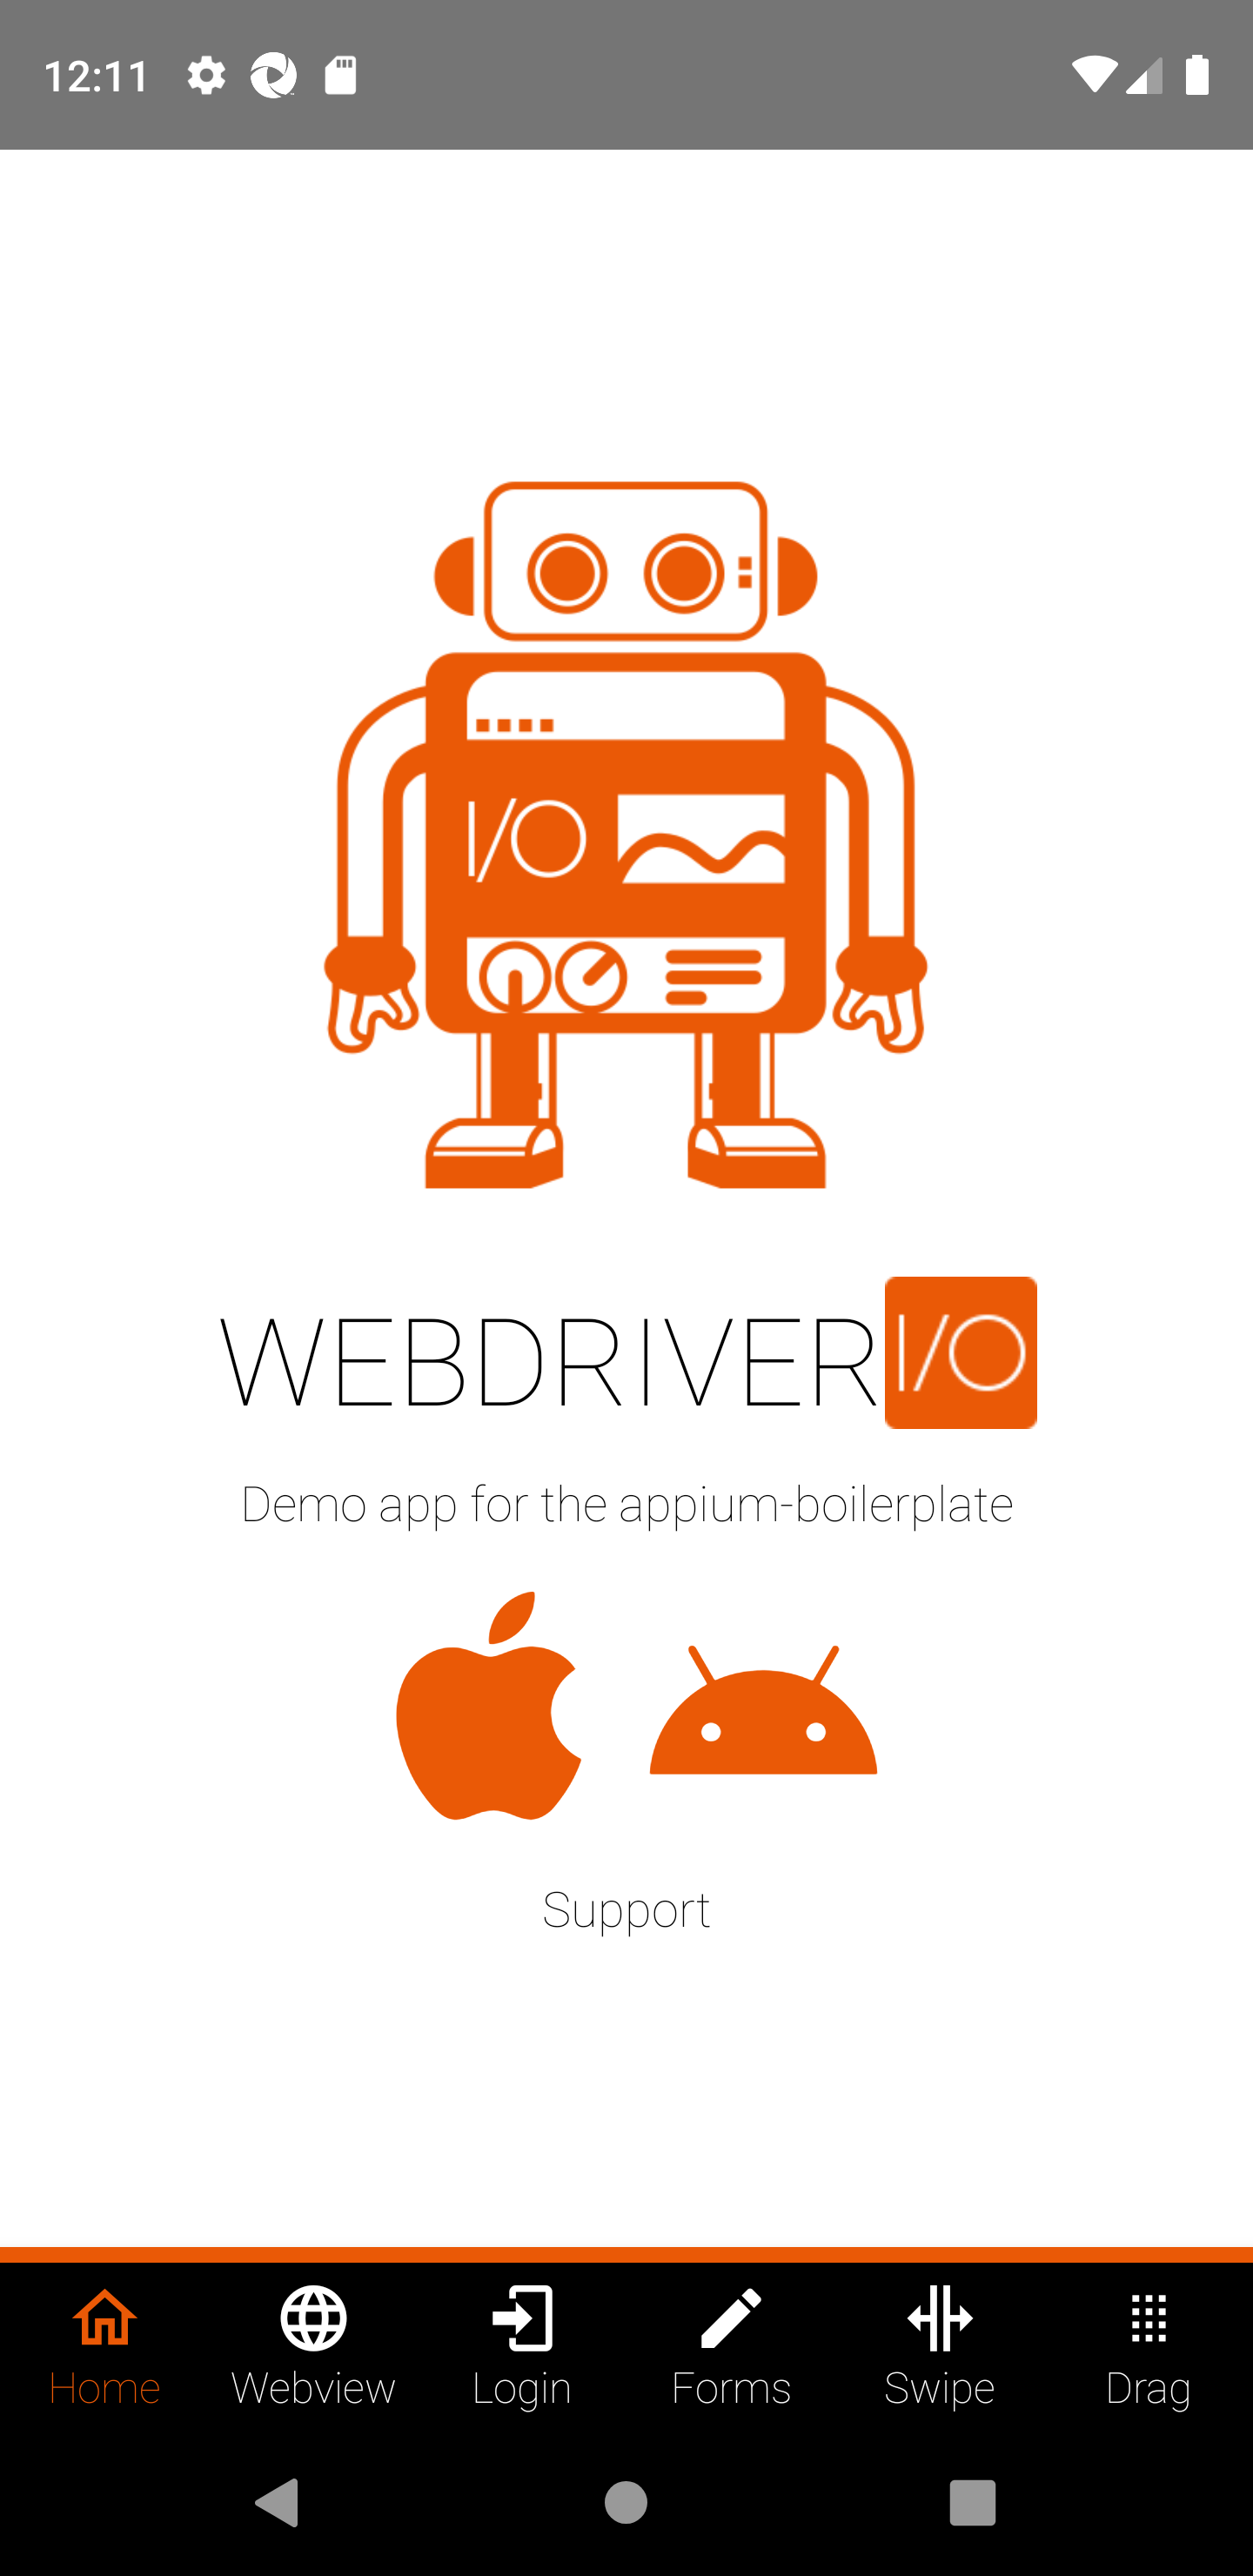 12:11
I/O
WEBDRIVER I/O
Demo app for the appium-boilerplate
Support
Home Webview Login Forms Swipe Drag